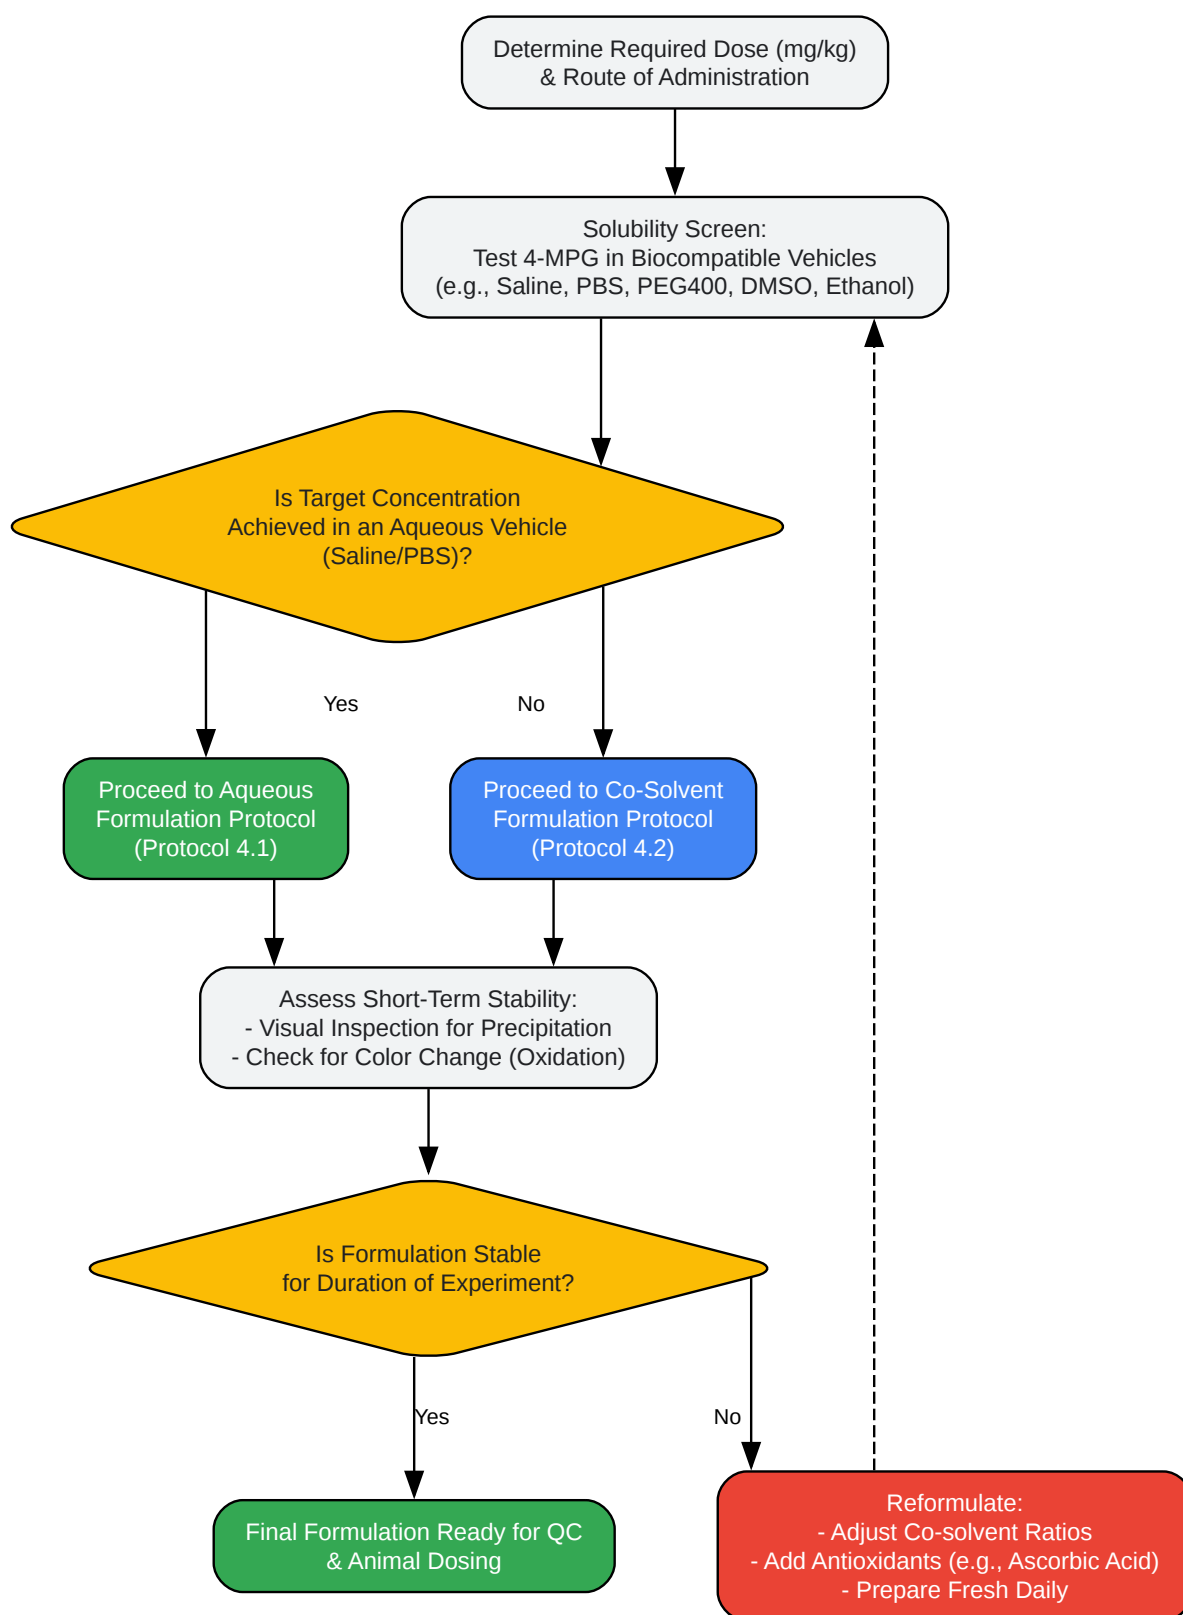 Determine Required Dose (mg/kg)
& Route of Administration
Solubility Screen:
Test 4-MPG in Biocompatible Vehicles
(e.g., Saline, PBS, PEG400, DMSO, Ethanol)
Is Target Concentration
Achieved in an Aqueous Vehicle
(Saline/PBS)?
Yes
No
Proceed to Aqueous
Formulation Protocol
(Protocol 4.1)
Proceed to Co-Solvent
Formulation Protocol
(Protocol 4.2)
Assess Short-Term Stability:
- Visual Inspection for Precipitation
- Check for Color Change (Oxidation)
Is Formulation Stable
for Duration of Experiment?
Yes
No
Final Formulation Ready for QC
& Animal Dosing
Reformulate:
- Adjust Co-solvent Ratios
- Add Antioxidants (e.g., Ascorbic Acid)
- Prepare Fresh Daily